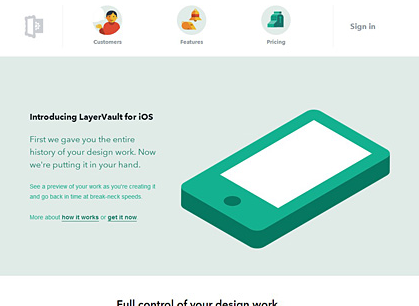 Customers
Features
Pricing
Sign in
Introducing LayerVault for iOS
First we gave you the entire
history of your design work. Now
we're putting it in your hand.
See a preview of your work as you're creating it
and go back in time at break-neck speeds.
More about how it works or get it now
Full control of your design work